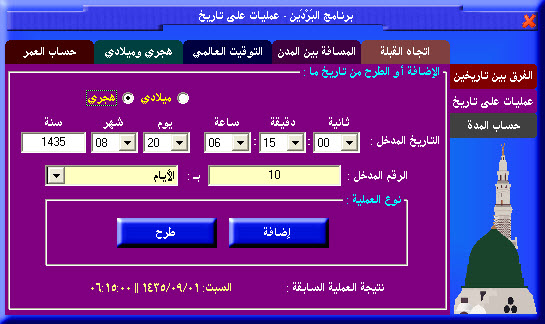 برنامج البَرْدَين - عمليات على تاريخ
اتجاه القبلة
المسافة بين المدن
التوقيت العالمي
هجري وميلادي
حساب العمر
الفرق بين تاريخين
عمليات على تاريخ
حساب المدة
الإضافة أو الطرح من تاريخ ما :
ميلادي
هجري
ثانية دقيقة ساعة يوم شهر سنة
التاريخ المدخل : 00 : 15 : 06 20 08 1435
الرقم المدخل : 10 بـ : الأيام
نوع العملية :
إضافة
طرح
نتيجة العملية السابقة : السبت: ١٤٣٥/٠٩/٠١ || ٠٦:١٥:٠٠